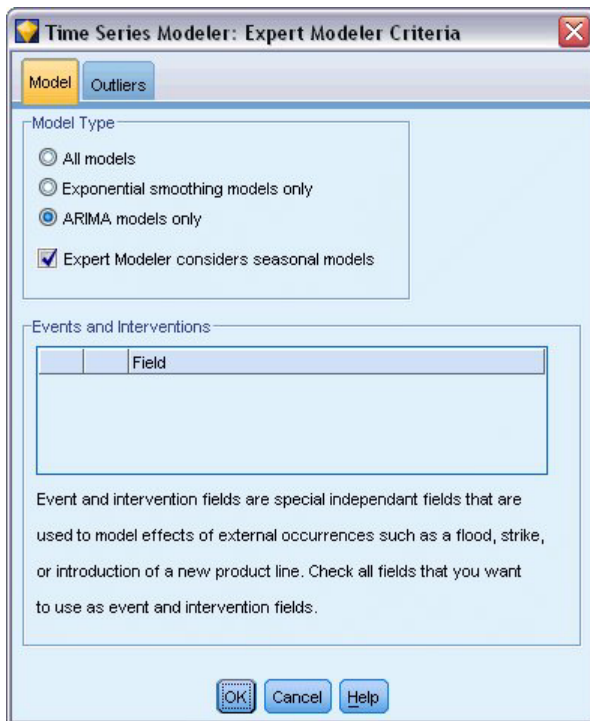 Time Series Modeler: Expert Modeler Criteria
Model
Outliers
Model Type
All models
Exponential smoothing models only
ARIMA models only
Expert Modeler considers seasonal models
Events and Interventions
Field
Event and intervention fields are special independant fields that are
used to model effects of external occurrences such as a flood, strike,
or introduction of a new product line. Check all fields that you want
to use as event and intervention fields.
OK
Cancel
Help